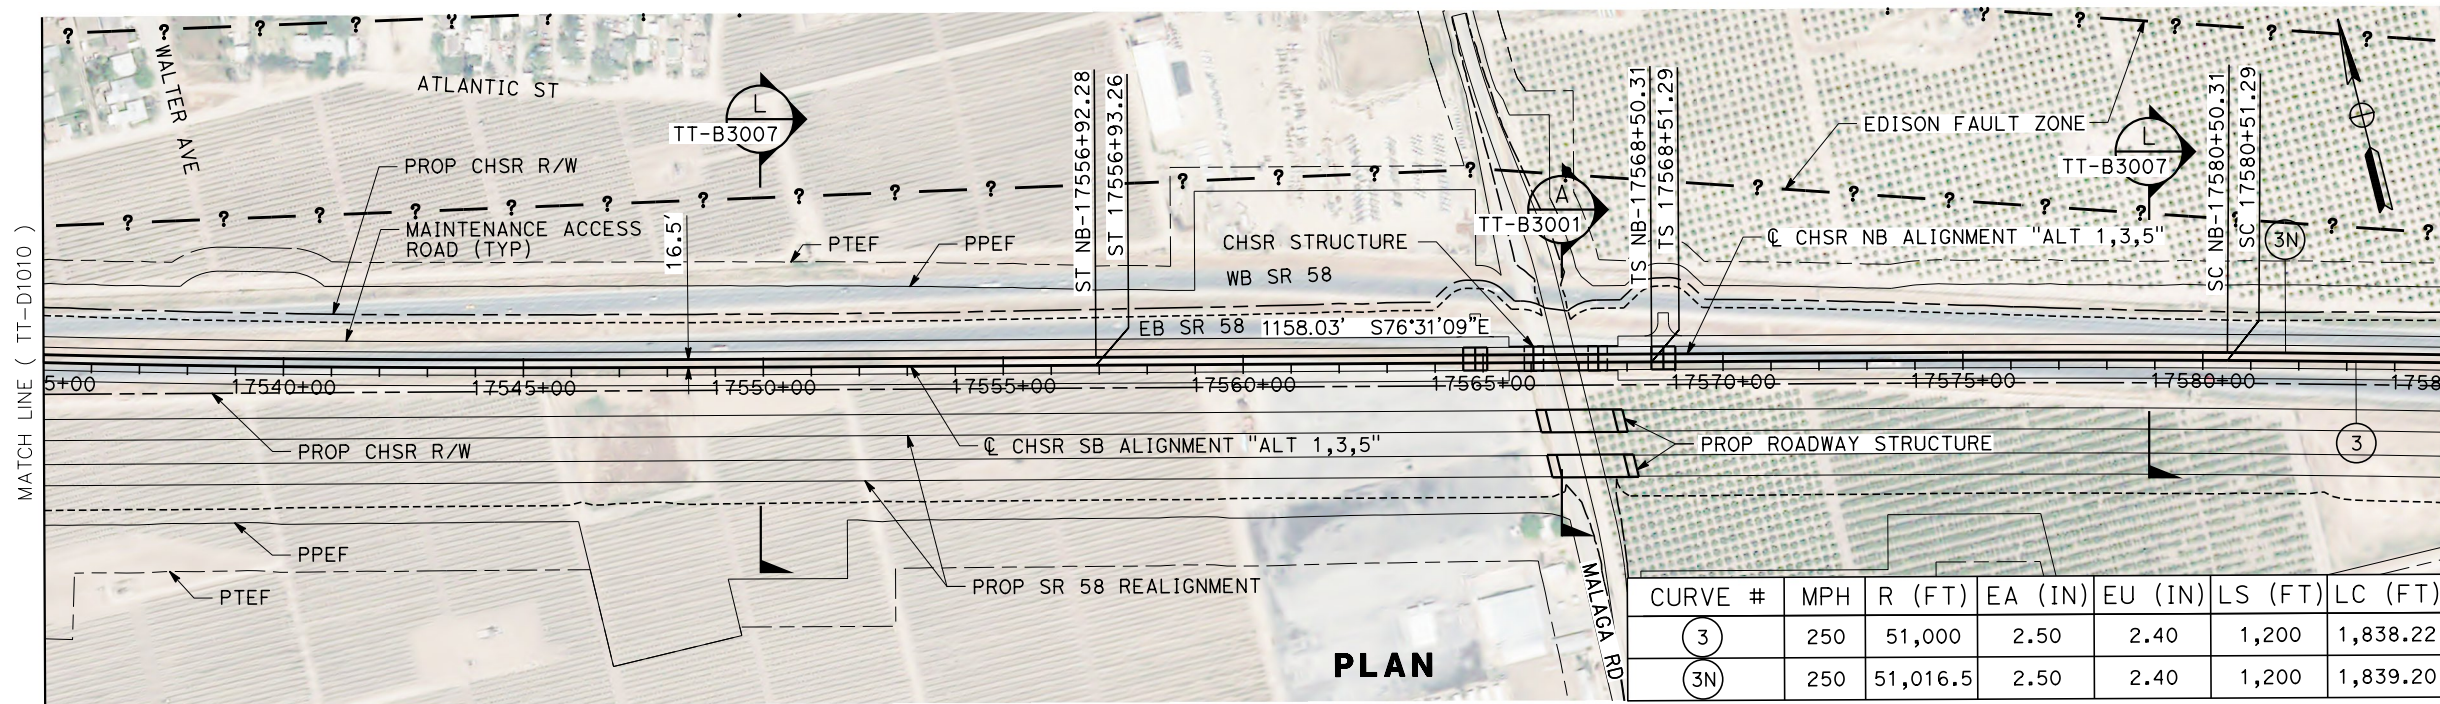 WALTER AVE
ATLANTIC ST
L
TT-B3007
PROP CHSR R/W
MAINTENANCE ACCESS
ROAD (TYP)
16.5'
PTEF
PPEF
ST NB-17556+92.28
ST 17556+93.26
CHSR STRUCTURE
WB SR 58
A
TT-B3001
TS NB-17568+50.31
TS 17568+51.29
EDISON FAULT ZONE
L
TT-B3007
SC NB-17580+50.31
SC 17580+51.29
3N
℄ CHSR NB ALIGNMENT "ALT 1,3,5"
EB SR 58 1158.03' S76°31'09"E
MATCH LINE ( TT-D1010 )
5+00 17540+00 17545+00 17550+00 17555+00 17560+00 17565+00 17570+00 17575+00 17580+00 1758
PROP CHSR R/W
℄ CHSR SB ALIGNMENT "ALT 1,3,5"
PROP ROADWAY STRUCTURE
3
PPEF
PTEF
PROP SR 58 REALIGNMENT
MALAGA RD
PLAN
CURVE # MPH R (FT) EA (IN) EU (IN) LS (FT) LC (FT)
3 250 51,000 2.50 2.40 1,200 1,838.22
3N 250 51,016.5 2.50 2.40 1,200 1,839.20